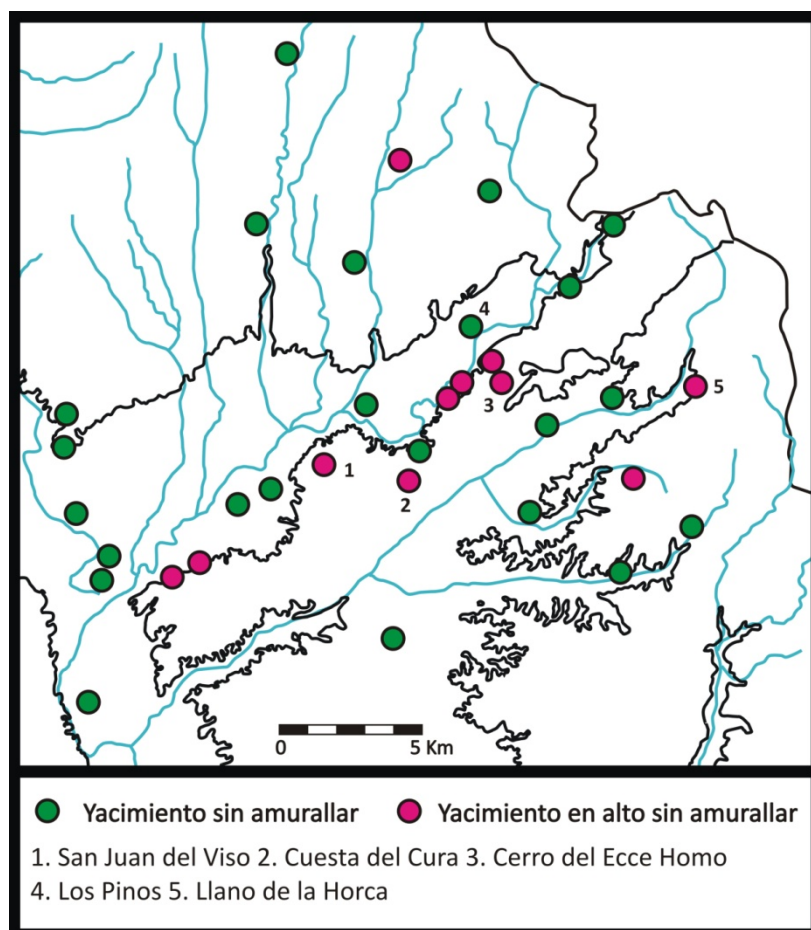 4
5
3
1
2
0 5 Km
Yacimiento sin amurallar Yacimiento en alto sin amurallar
1. San Juan del Viso 2. Cuesta del Cura 3. Cerro del Ecce Homo
4. Los Pinos 5. Llano de la Horca